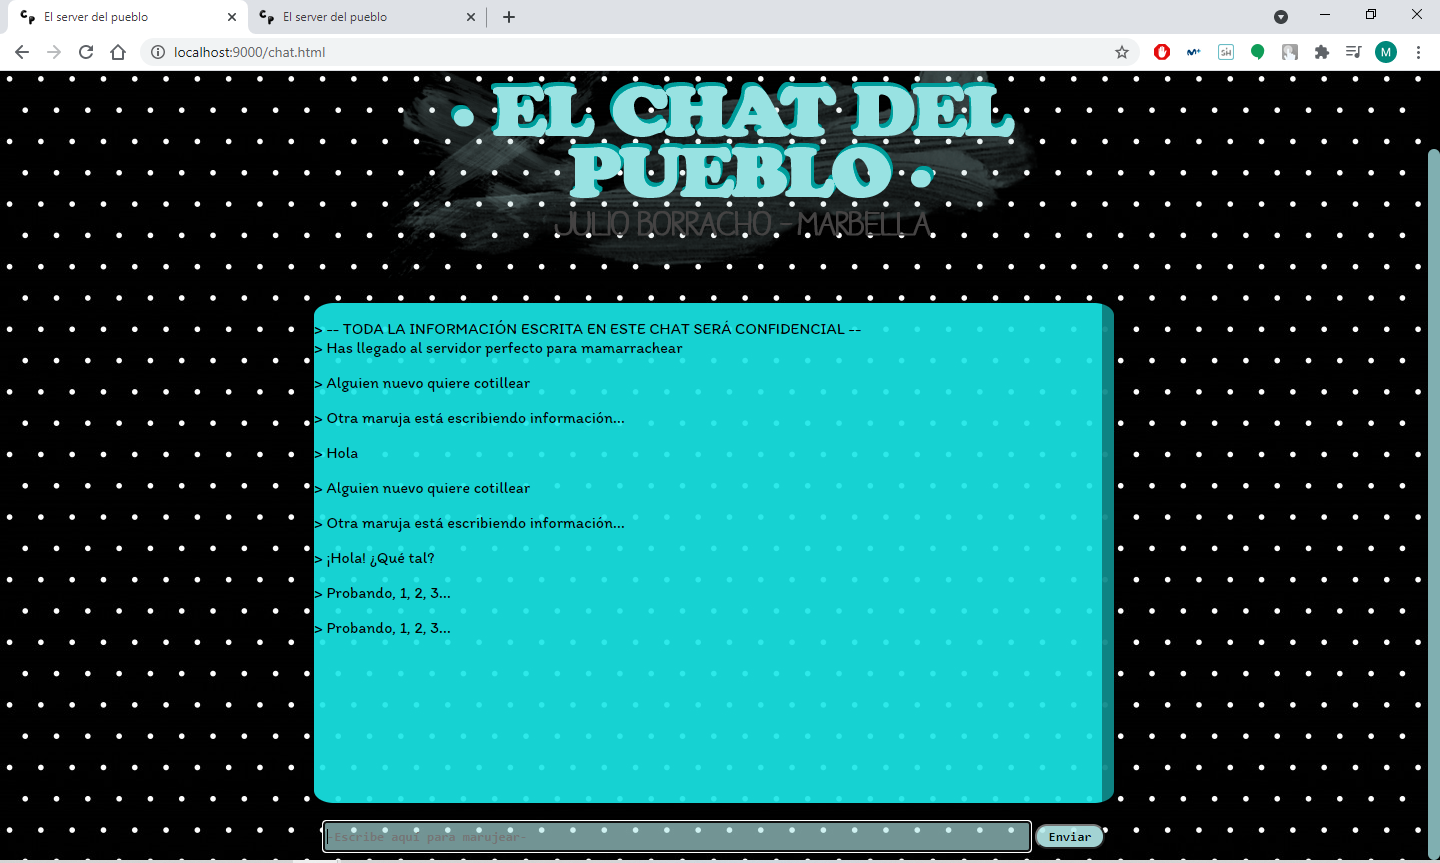 El server del pueblo
El server del pueblo
localhost:9000/chat.html
M
• EL CHAT DEL
PUEBLO •
JULIO BORRACHO - MARBELLA
> -- TODA LA INFORMACIÓN ESCRITA EN ESTE CHAT SERÁ CONFIDENCIAL --
> Has llegado al servidor perfecto para mamarrachear
> Alguien nuevo quiere cotillear
> Otra maruja está escribiendo información...
> Hola
> Alguien nuevo quiere cotillear
> Otra maruja está escribiendo información...
> ¡Hola! ¿Qué tal?
> Probando, 1, 2, 3...
> Probando, 1, 2, 3...
-Escribe aquí para marujear-
Enviar